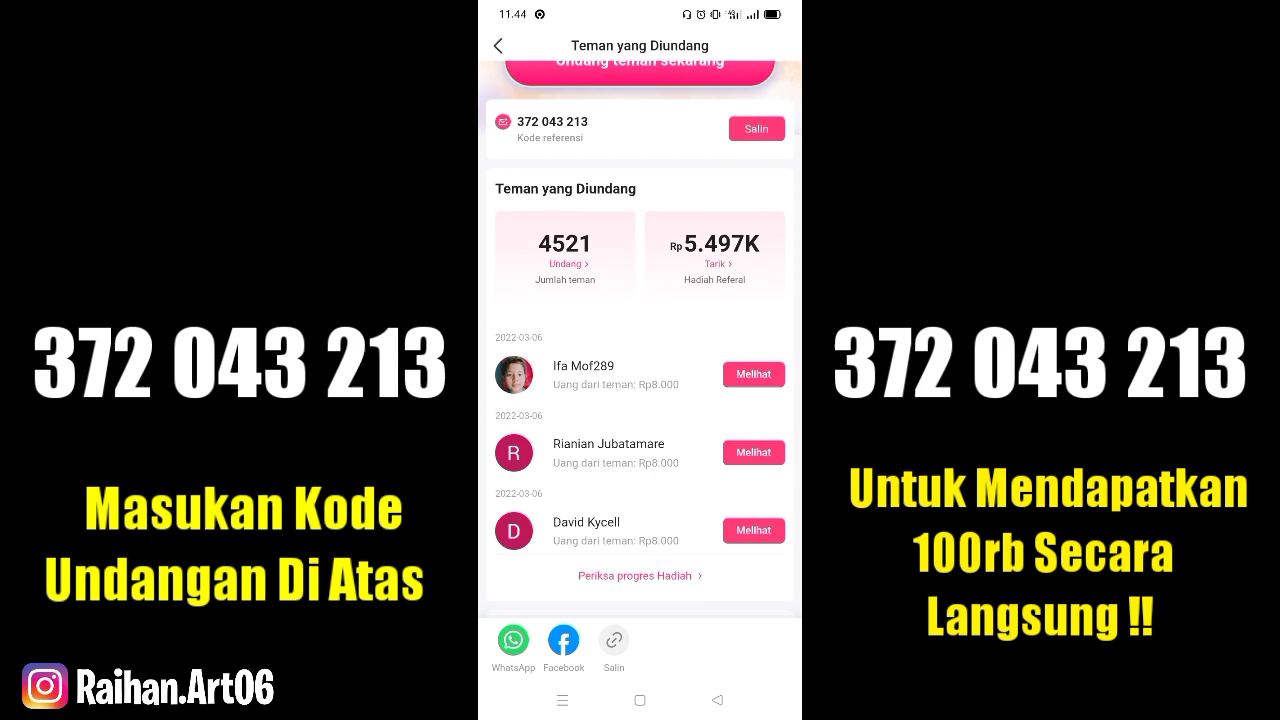 11.44
Teman yang Diundang
Undang teman sekarang
372 043 213
Kode referensi
Salin
Teman yang Diundang
4521
Undang >
Jumlah teman
Rp 5.497K
Tarik >
Hadiah Referal
2022-03-06
Ifa Mof289
Uang dari teman: Rp8.000
Melihat
2022-03-06
R
Rianian Jubatamare
Uang dari teman: Rp8.000
Melihat
2022-03-06
D
David Kycell
Uang dari teman: Rp8.000
Melihat
Periksa progres Hadiah >
WhatsApp
Facebook
Salin
372 043 213
Masukan Kode
Undangan Di Atas
Raihan.Art06
372 043 213
Untuk Mendapatkan
100rb Secara
Langsung !!